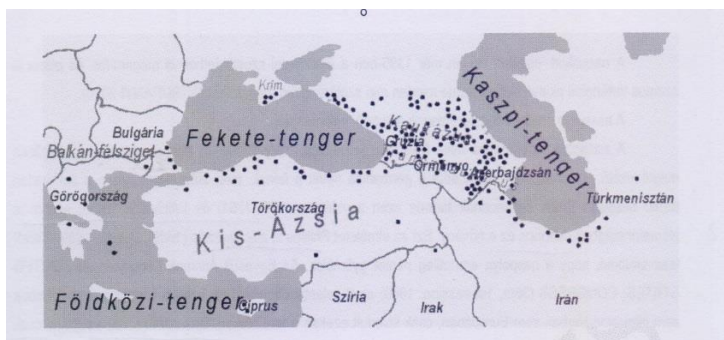 Krím
Kaszpi-tenger
Bulgária
Fekete-tenger
Kaukázus
Grúzia
Balkán-félsziget
Örményo
Azerbajdzsán
Görögország
Türkmenisztán
Törökország
Kis-Ázsia
Földközi-tenger
Ciprus
Szíria
Irak
Irán